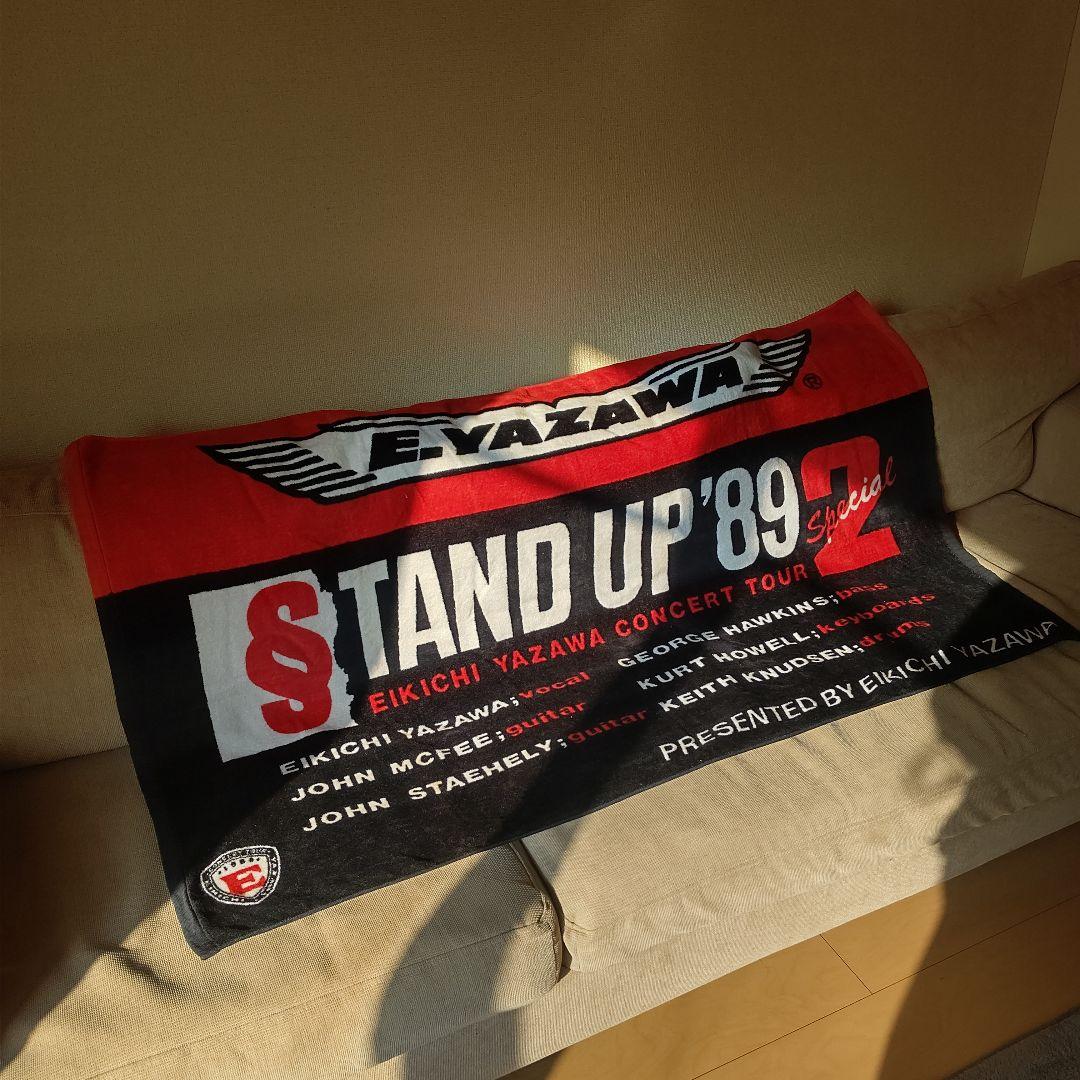 E.YAZAWA®
STAND UP '89 2
Special
EIKICHI YAZAWA CONCERT TOUR
EIKICHI YAZAWA;vocal
JOHN MCFEE;guitar
JOHN STAEHELY;guitar
GEORGE HAWKINS;bass
KURT HOWELL;keyboards
KEITH KNUDSEN;drums
PRESENTED BY EIKICHI YAZAWA
E
EIKICHI